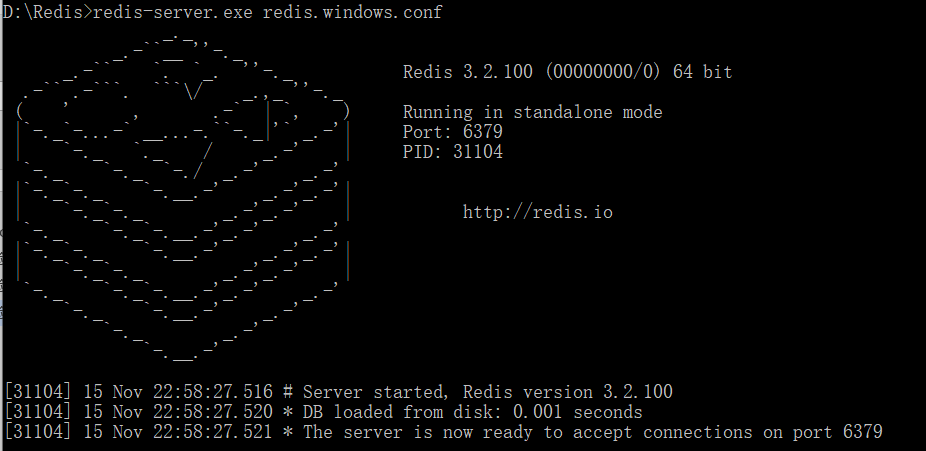 D:\Redis>redis-server.exe redis.windows.conf
Redis 3.2.100 (00000000/0) 64 bit
Running in standalone mode
Port: 6379
PID: 31104
http://redis.io
[31104] 15 Nov 22:58:27.516 # Server started, Redis version 3.2.100
[31104] 15 Nov 22:58:27.520 * DB loaded from disk: 0.001 seconds
[31104] 15 Nov 22:58:27.521 * The server is now ready to accept connections on port 6379